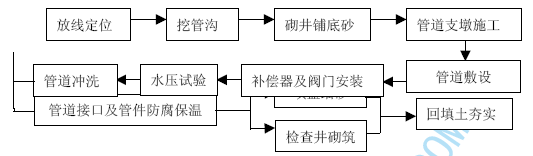 放线定位
挖管沟
砌井铺底砂
管道支墩施工
管道敷设
补偿器及阀门安装
水压试验
管道冲洗
管道接口及管件防腐保温
检查井砌筑
回填土夯实